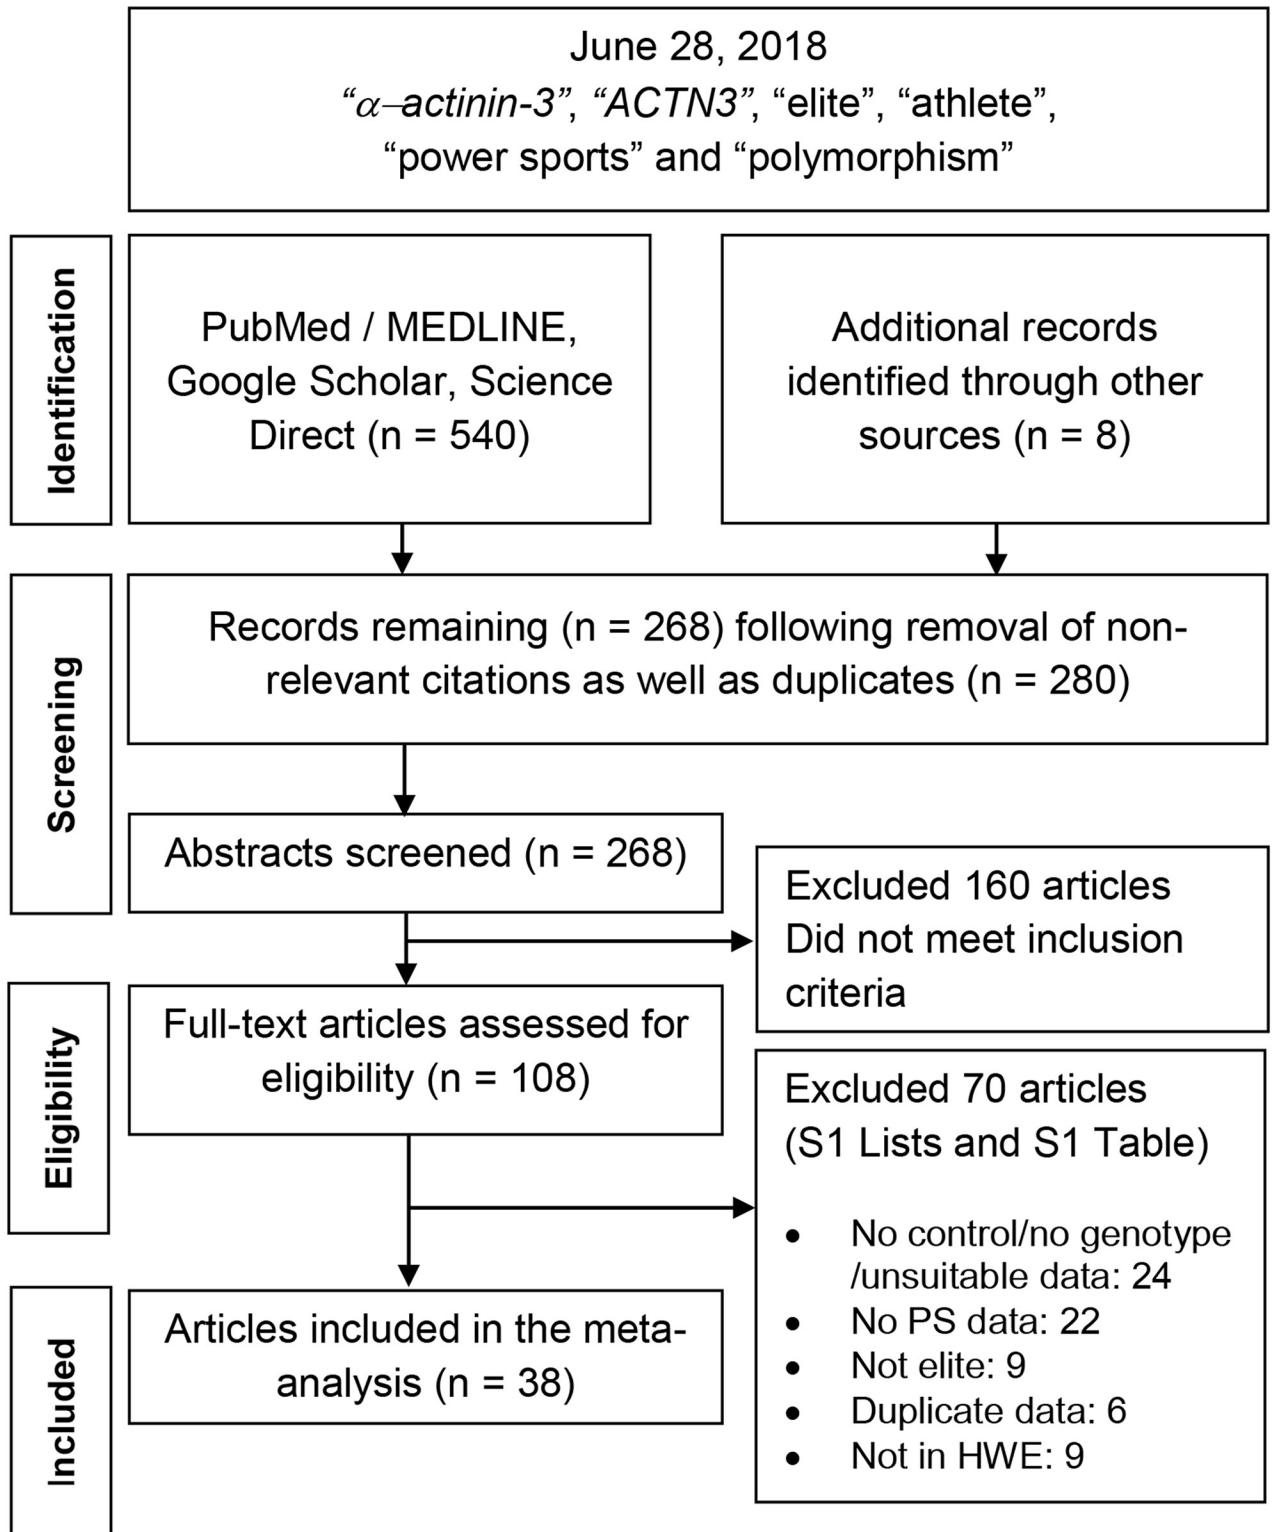 June 28, 2018
“α–actinin-3”, “ACTN3”, “elite”, “athlete”,
“power sports” and “polymorphism”
Identification
PubMed / MEDLINE,
Google Scholar, Science
Direct (n = 540)
Additional records
identified through other
sources (n = 8)
Screening
Records remaining (n = 268) following removal of non-
relevant citations as well as duplicates (n = 280)
Abstracts screened (n = 268)
Excluded 160 articles
Did not meet inclusion
criteria
Eligibility
Full-text articles assessed for
eligibility (n = 108)
Excluded 70 articles
(S1 Lists and S1 Table)
• No control/no genotype
/unsuitable data: 24
• No PS data: 22
• Not elite: 9
• Duplicate data: 6
• Not in HWE: 9
Included
Articles included in the meta-
analysis (n = 38)